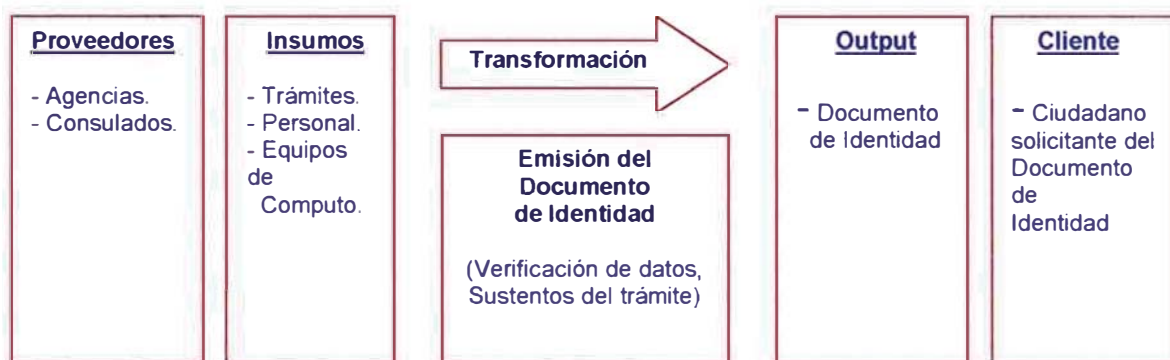 Proveedores
- Agencias.
- Consulados.
Insumos
- Trámites.
- Personal.
- Equipos
de
Computo.
Transformación
Emisión del
Documento
de Identidad
(Verificación de datos,
Sustentos del trámite)
Output
- Documento
de Identidad
Cliente
- Ciudadano
solicitante del
Documento
de
Identidad